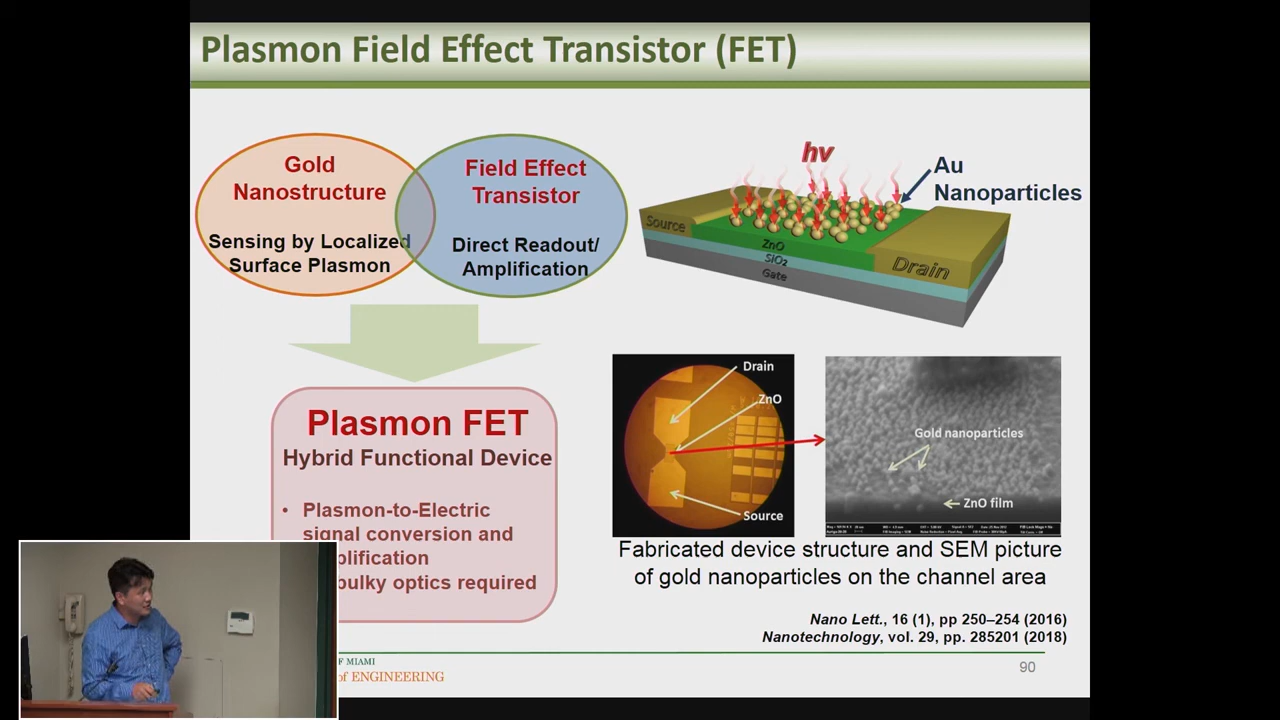 Plasmon Field Effect Transistor (FET)
Gold
Nanostructure
Sensing by Localized
Surface Plasmon
Field Effect
Transistor
Direct Readout/
Amplification
hv
Au
Nanoparticles
Source
ZnO
SiO₂
Gate
Drain
Plasmon FET
Hybrid Functional Device
• Plasmon-to-Electric
signal conversion and
plification
bulky optics required
Drain
ZnO
Source
Gold nanoparticles
ZnO film
Fabricated device structure and SEM picture
of gold nanoparticles on the channel area
Nano Lett., 16 (1), pp 250–254 (2016)
Nanotechnology, vol. 29, pp. 285201 (2018)
OF MIAMI
of ENGINEERING
90